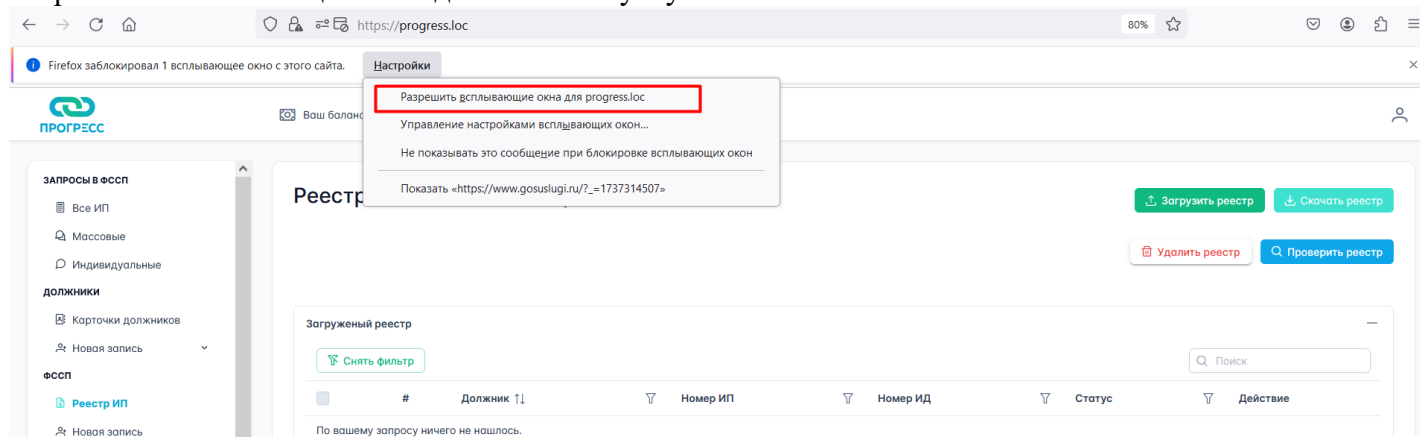 https://progress.loc
80%
Firefox заблокировал 1 всплывающее окно с этого сайта. Настройки
Разрешить всплывающие окна для progress.loc
Управление настройками всплывающих окон...
Не показывать это сообщение при блокировке всплывающих окон
Показать «https://www.gosuslugi.ru/?_=1737314507»
ПРОГРЕСС
Ваш баланс
ЗАПРОСЫ В ФССП
Все ИП
Массовые
Индивидуальные
ДОЛЖНИКИ
Карточки должников
Новая запись
ФССП
Реестр ИП
Новая запись
Реестр
Загрузить реестр
Скачать реестр
Удалить реестр
Проверить реестр
Загруженый реестр
Снять фильтр
Поиск
# Должник Номер ИП Номер ИД Статус Действие
По вашему запросу ничего не нашлось.